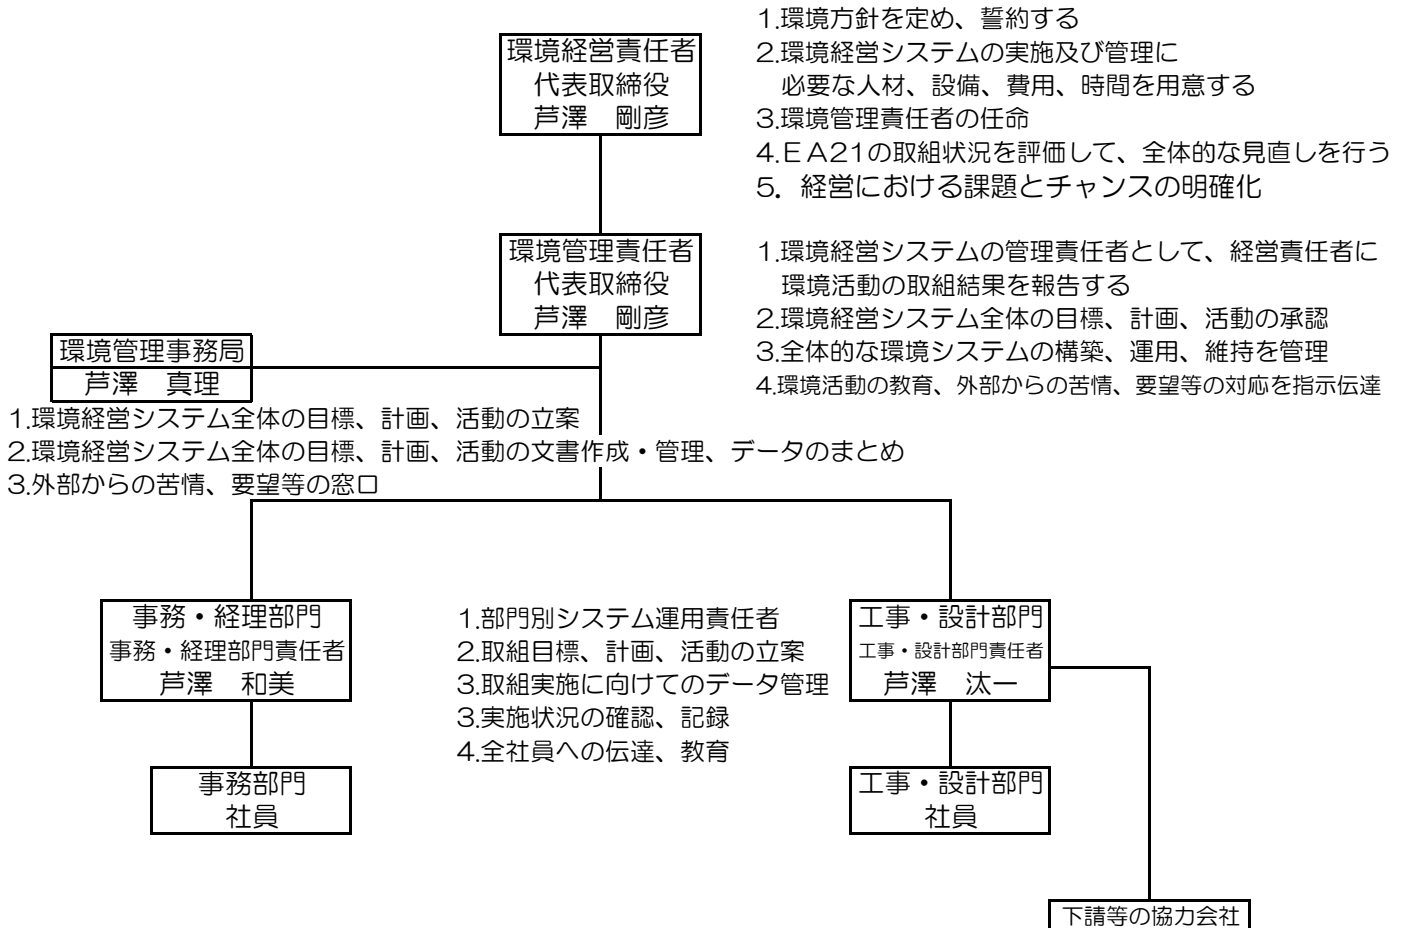 環境経営責任者
代表取締役
芦澤　剛彦
1.環境方針を定め、誓約する
2.環境経営システムの実施及び管理に
必要な人材、設備、費用、時間を用意する
3.環境管理責任者の任命
4.ＥＡ21の取組状況を評価して、全体的な見直しを行う
5．経営における課題とチャンスの明確化
環境管理責任者
代表取締役
芦澤　剛彦
1.環境経営システムの管理責任者として、経営責任者に
環境活動の取組結果を報告する
2.環境経営システム全体の目標、計画、活動の承認
3.全体的な環境システムの構築、運用、維持を管理
4.環境活動の教育、外部からの苦情、要望等の対応を指示伝達
環境管理事務局
芦澤　真理
1.環境経営システム全体の目標、計画、活動の立案
2.環境経営システム全体の目標、計画、活動の文書作成・管理、データのまとめ
3.外部からの苦情、要望等の窓口
事務・経理部門
事務・経理部門責任者
芦澤　和美
1.部門別システム運用責任者
2.取組目標、計画、活動の立案
3.取組実施に向けてのデータ管理
3.実施状況の確認、記録
4.全社員への伝達、教育
工事・設計部門
工事・設計部門責任者
芦澤　汰一
事務部門
社員
工事・設計部門
社員
下請等の協力会社